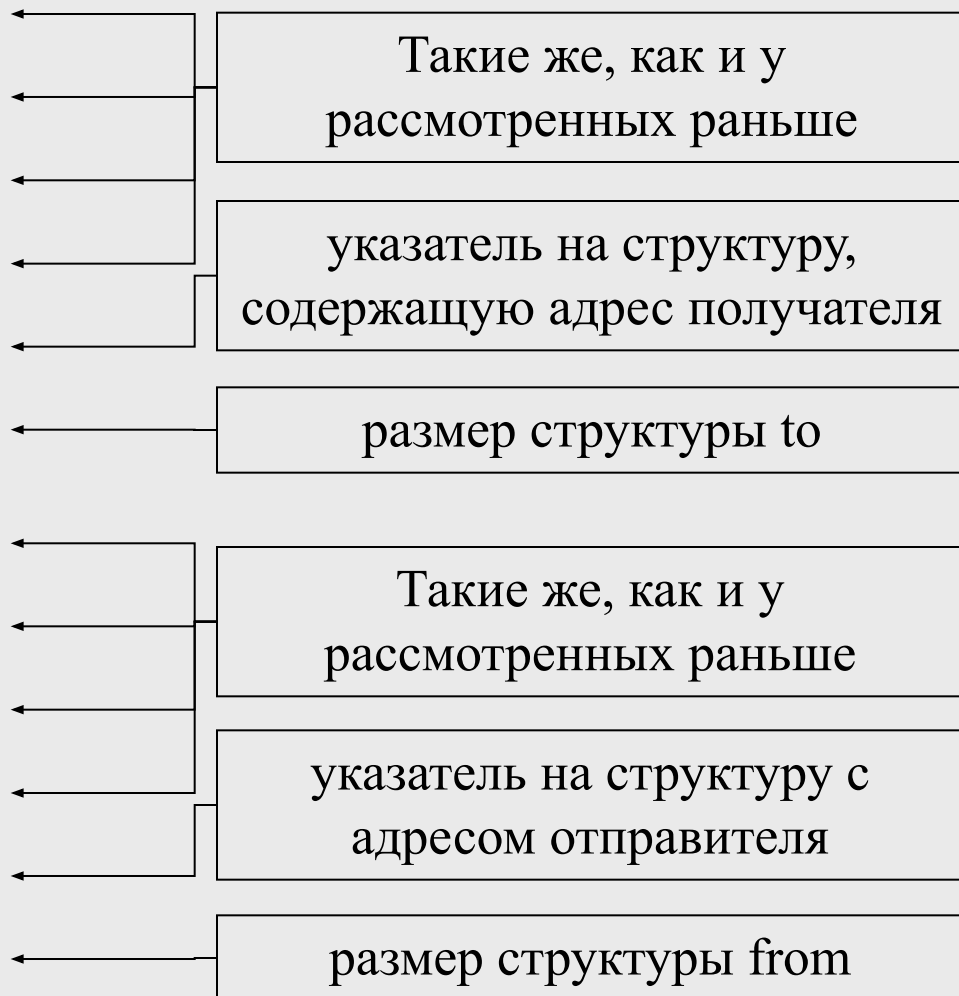 Такие же, как и у
рассмотренных раньше
указатель на структуру,
содержащую адрес получателя
размер структуры to
Такие же, как и у
рассмотренных раньше
указатель на структуру с
адресом отправителя
размер структуры from